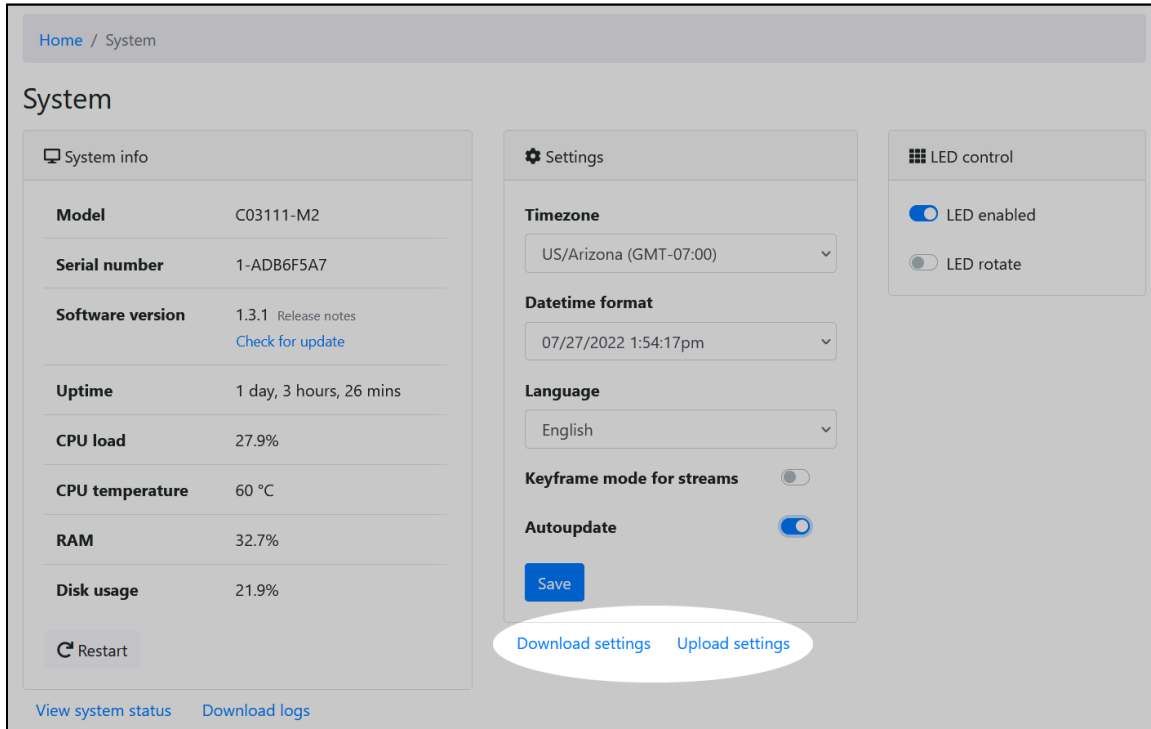 Home / System
System
System info
Model C03111-M2
Serial number 1-ADB6F5A7
Software version 1.3.1 Release notes
Check for update
Uptime 1 day, 3 hours, 26 mins
CPU load 27.9%
CPU temperature 60 °C
RAM 32.7%
Disk usage 21.9%
Restart
View system status Download logs
Settings
Timezone
US/Arizona (GMT-07:00)
Datetime format
07/27/2022 1:54:17pm
Language
English
Keyframe mode for streams
Autoupdate
Save
Download settings Upload settings
LED control
LED enabled
LED rotate